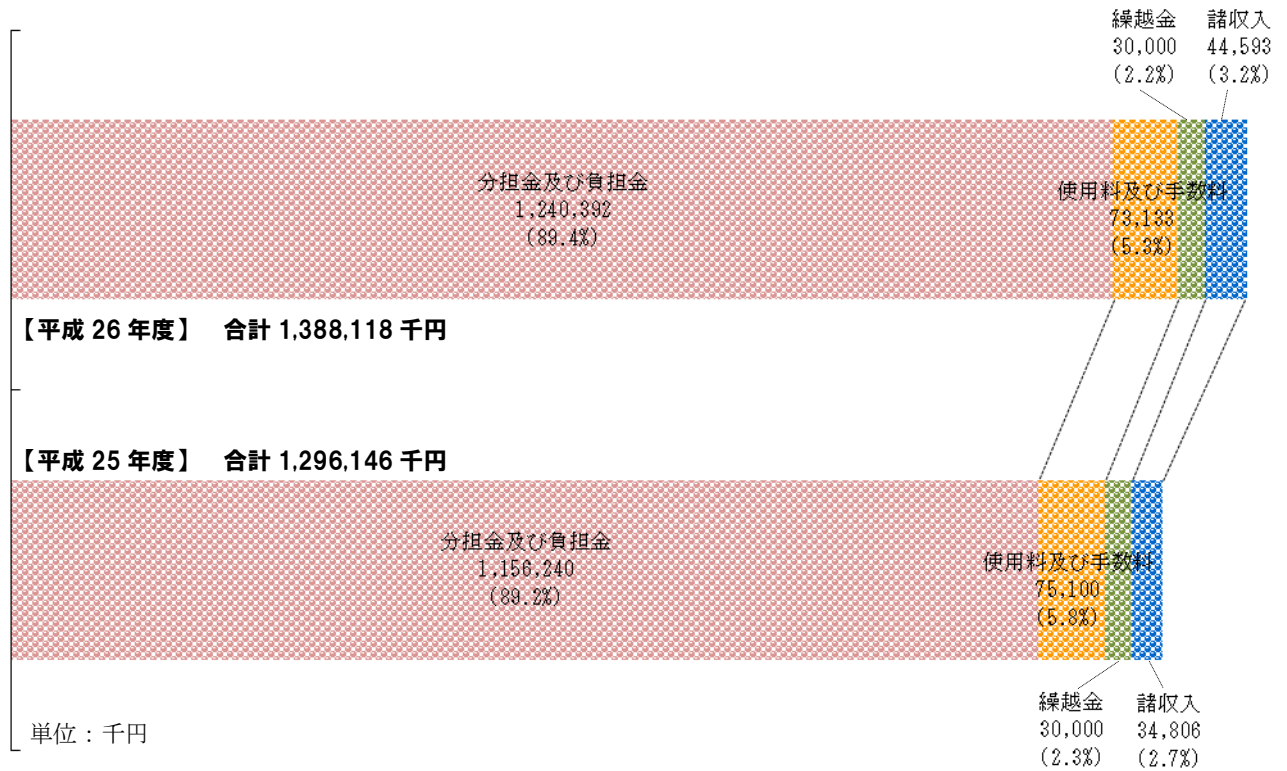 繰越金
30,000
(2.2%)
諸収入
44,593
(3.2%)
分担金及び負担金
1,240,392
(89.4%)
使用料及び手数料
73,133
(5.3%)
【平成 26 年度】 合計 1,388,118 千円
【平成 25 年度】 合計 1,296,146 千円
分担金及び負担金
1,156,240
(89.2%)
使用料及び手数料
75,100
(5.8%)
繰越金
30,000
(2.3%)
諸収入
34,806
(2.7%)
単位：千円